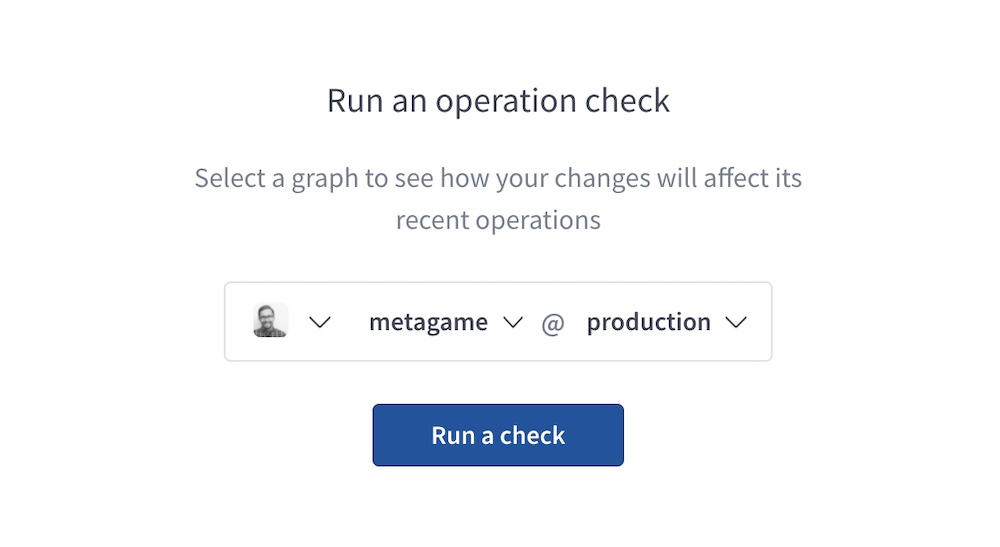 Run an operation check
Select a graph to see how your changes will affect its
recent operations
metagame @ production
Run a check